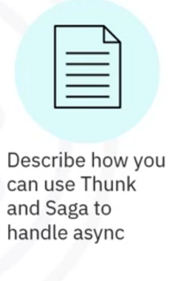 Describe how you
can use Thunk
and Saga to
handle async